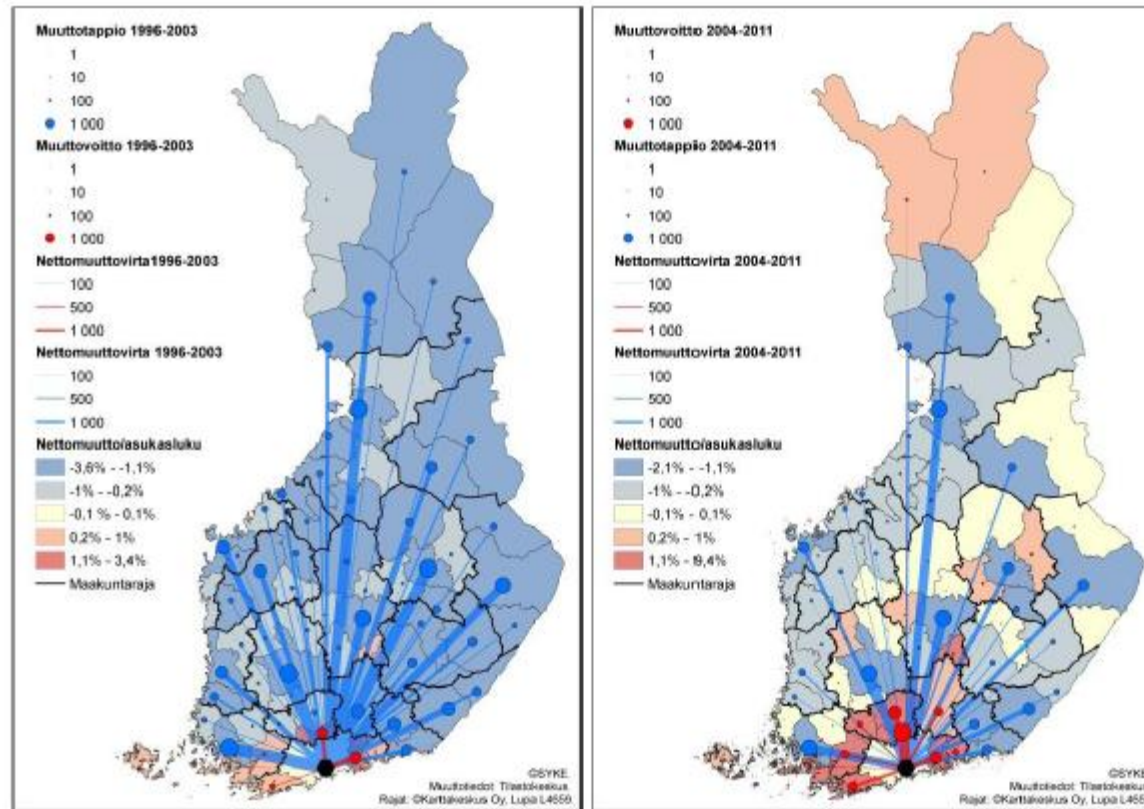 Muuttotappio 1996-2003
1
10
100
1 000
Muuttovoitto 1996-2003
1
10
100
1 000
Nettomuuttovirta1996-2003
100
500
1 000
Nettomuuttovirta 1996-2003
100
500
1 000
Nettomuutto/asukasluku
-3,6% - -1,1%
-1% - -0,2%
-0,1 % - 0,1%
0,2% - 1%
1,1% - 3,4%
Maakuntaraja
©SYKE.
Muuttotiedot: Tilastokeskus.
Rajat: ©Karttakeskus Oy, Lupa L4659.
Muuttovoitto 2004-2011
1
10
100
1 000
Muuttotappio 2004-2011
1
10
100
1 000
Nettomuuttovirta 2004-2011
100
500
1 000
Nettomuuttovirta 2004-2011
100
500
1 000
Nettomuutto/asukasluku
-2,1% - -1,1%
-1% - -0,2%
-0,1% - 0,1%
0,2% - 1%
1,1% - 9,4%
Maakuntaraja
©SYKE.
Muuttotiedot: Tilastokeskus.
Rajat: ©Karttakeskus Oy, Lupa L4659